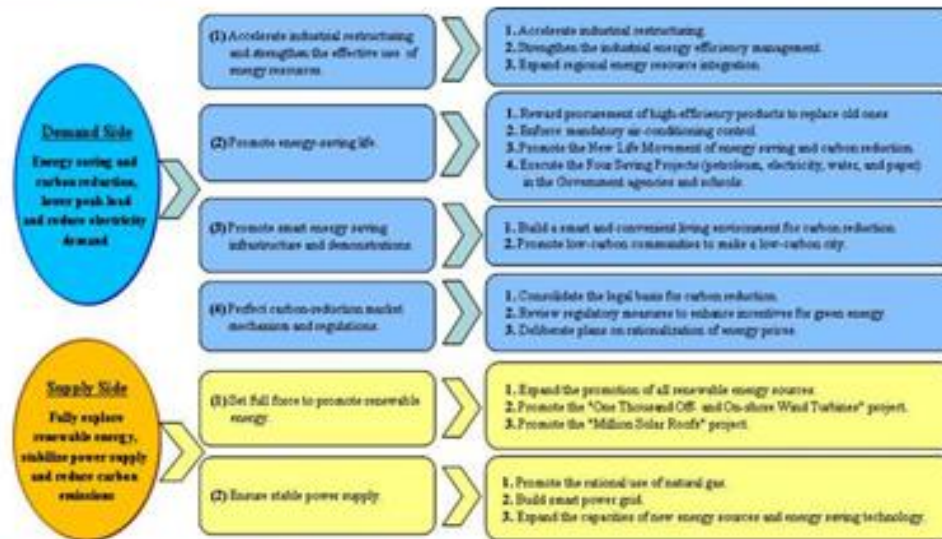 Demand Side
Energy saving and
carbon reduction,
lower peak load
and reduce electricity
demand
(1) Accelerate industrial restructuring
and strengthen the effective use of
energy resources.
1. Accelerate industrial restructuring.
2. Strengthen the industrial energy efficiency management.
3. Expand regional energy resource integration.
(2) Promote energy-saving life.
1. Reward procurement of high-efficiency products to replace old ones
2. Enforce mandatory air-conditioning control.
3. Promote the New Life Movement of energy saving and carbon reduction.
4. Execute the Four Saving Projects (petroleum, electricity, water, and paper)
in the Government agencies and schools.
(3) Promote smart energy saving
infrastructure and demonstrations.
1. Build a smart and convenient living environment for carbon reduction.
2. Promote low-carbon communities to make a low-carbon city.
(4) Perfect carbon-reduction market
mechanism and regulations.
1. Consolidate the legal basis for carbon reduction.
2. Review regulatory measures to enhance incentives for green energy.
3. Deliberate plans on rationalization of energy prices.
Supply Side
Fully explore
renewable energy,
stabilize power supply
and reduce carbon
emissions
(1) Set full force to promote renewable
energy.
1. Expand the promotion of all renewable energy sources.
2. Promote the "One Thousand Off- and On-shore Wind Turbines" project.
3. Promote the "Million Solar Roofs" project.
(2) Ensure stable power supply.
1. Promote the rational use of natural gas.
2. Build smart power grid.
3. Expand the capacities of new energy sources and energy saving technology.